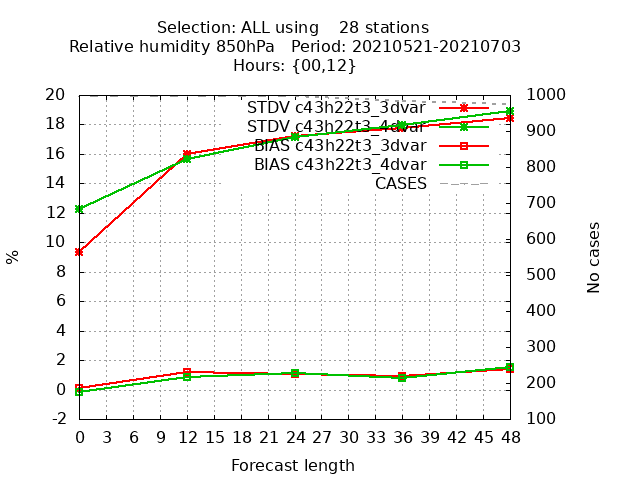 Selection: ALL using 28 stations
Relative humidity 850hPa Period: 20210521-20210703
Hours: {00,12}
20 1000
STDV c43h22t3_3dvar
18 900
STDV c43h22t3_4dvar
BIAS c43h22t3_3dvar
16 800
BIAS c43h22t3_4dvar
14 700
CASES
12
10 600
8 500
6 400
4 300
2 200
0
-2 100
%
No cases
0 3 6 9 12 15 18 21 24 27 30 33 36 39 42 45 48
Forecast length